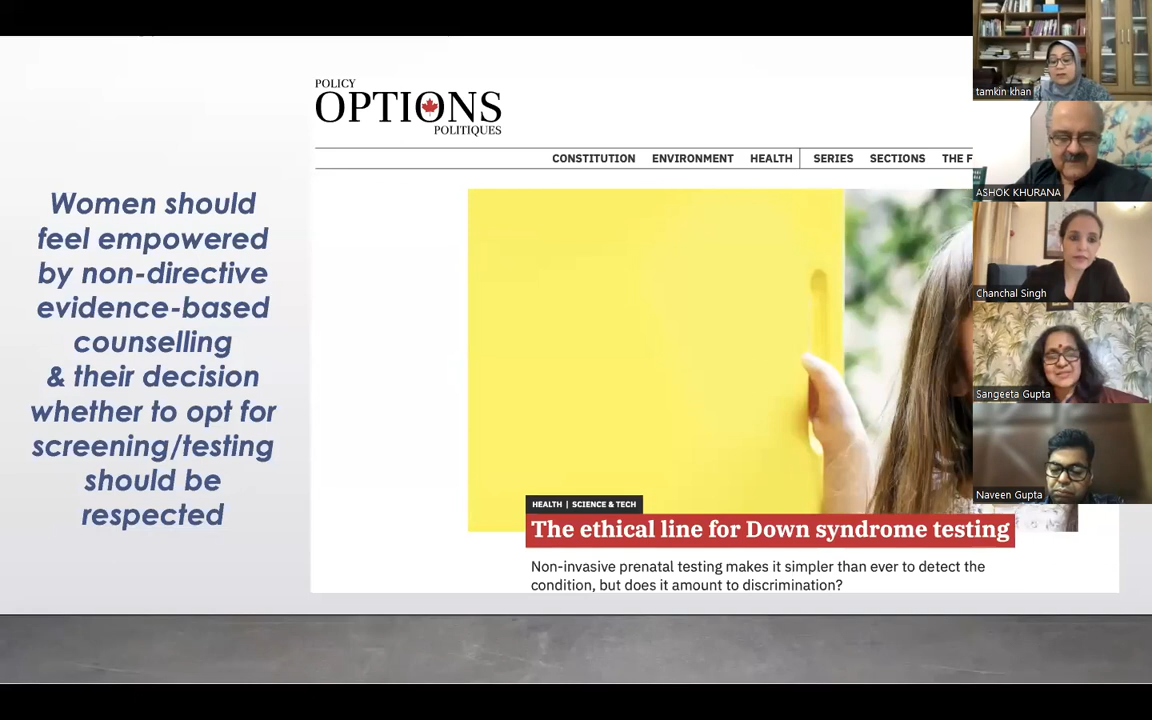 Women should
feel empowered
by non-directive
evidence-based
counselling
& their decision
whether to opt for
screening/testing
should be
respected
POLICY
OPTIONS
POLITIQUES
CONSTITUTION ENVIRONMENT HEALTH SERIES SECTIONS THE F
HEALTH | SCIENCE & TECH
The ethical line for Down syndrome testing
Non-invasive prenatal testing makes it simpler than ever to detect the
condition, but does it amount to discrimination?
tamkin khan
ASHOK KHURANA
Chanchal Singh
Sangeeta Gupta
Naveen Gupta